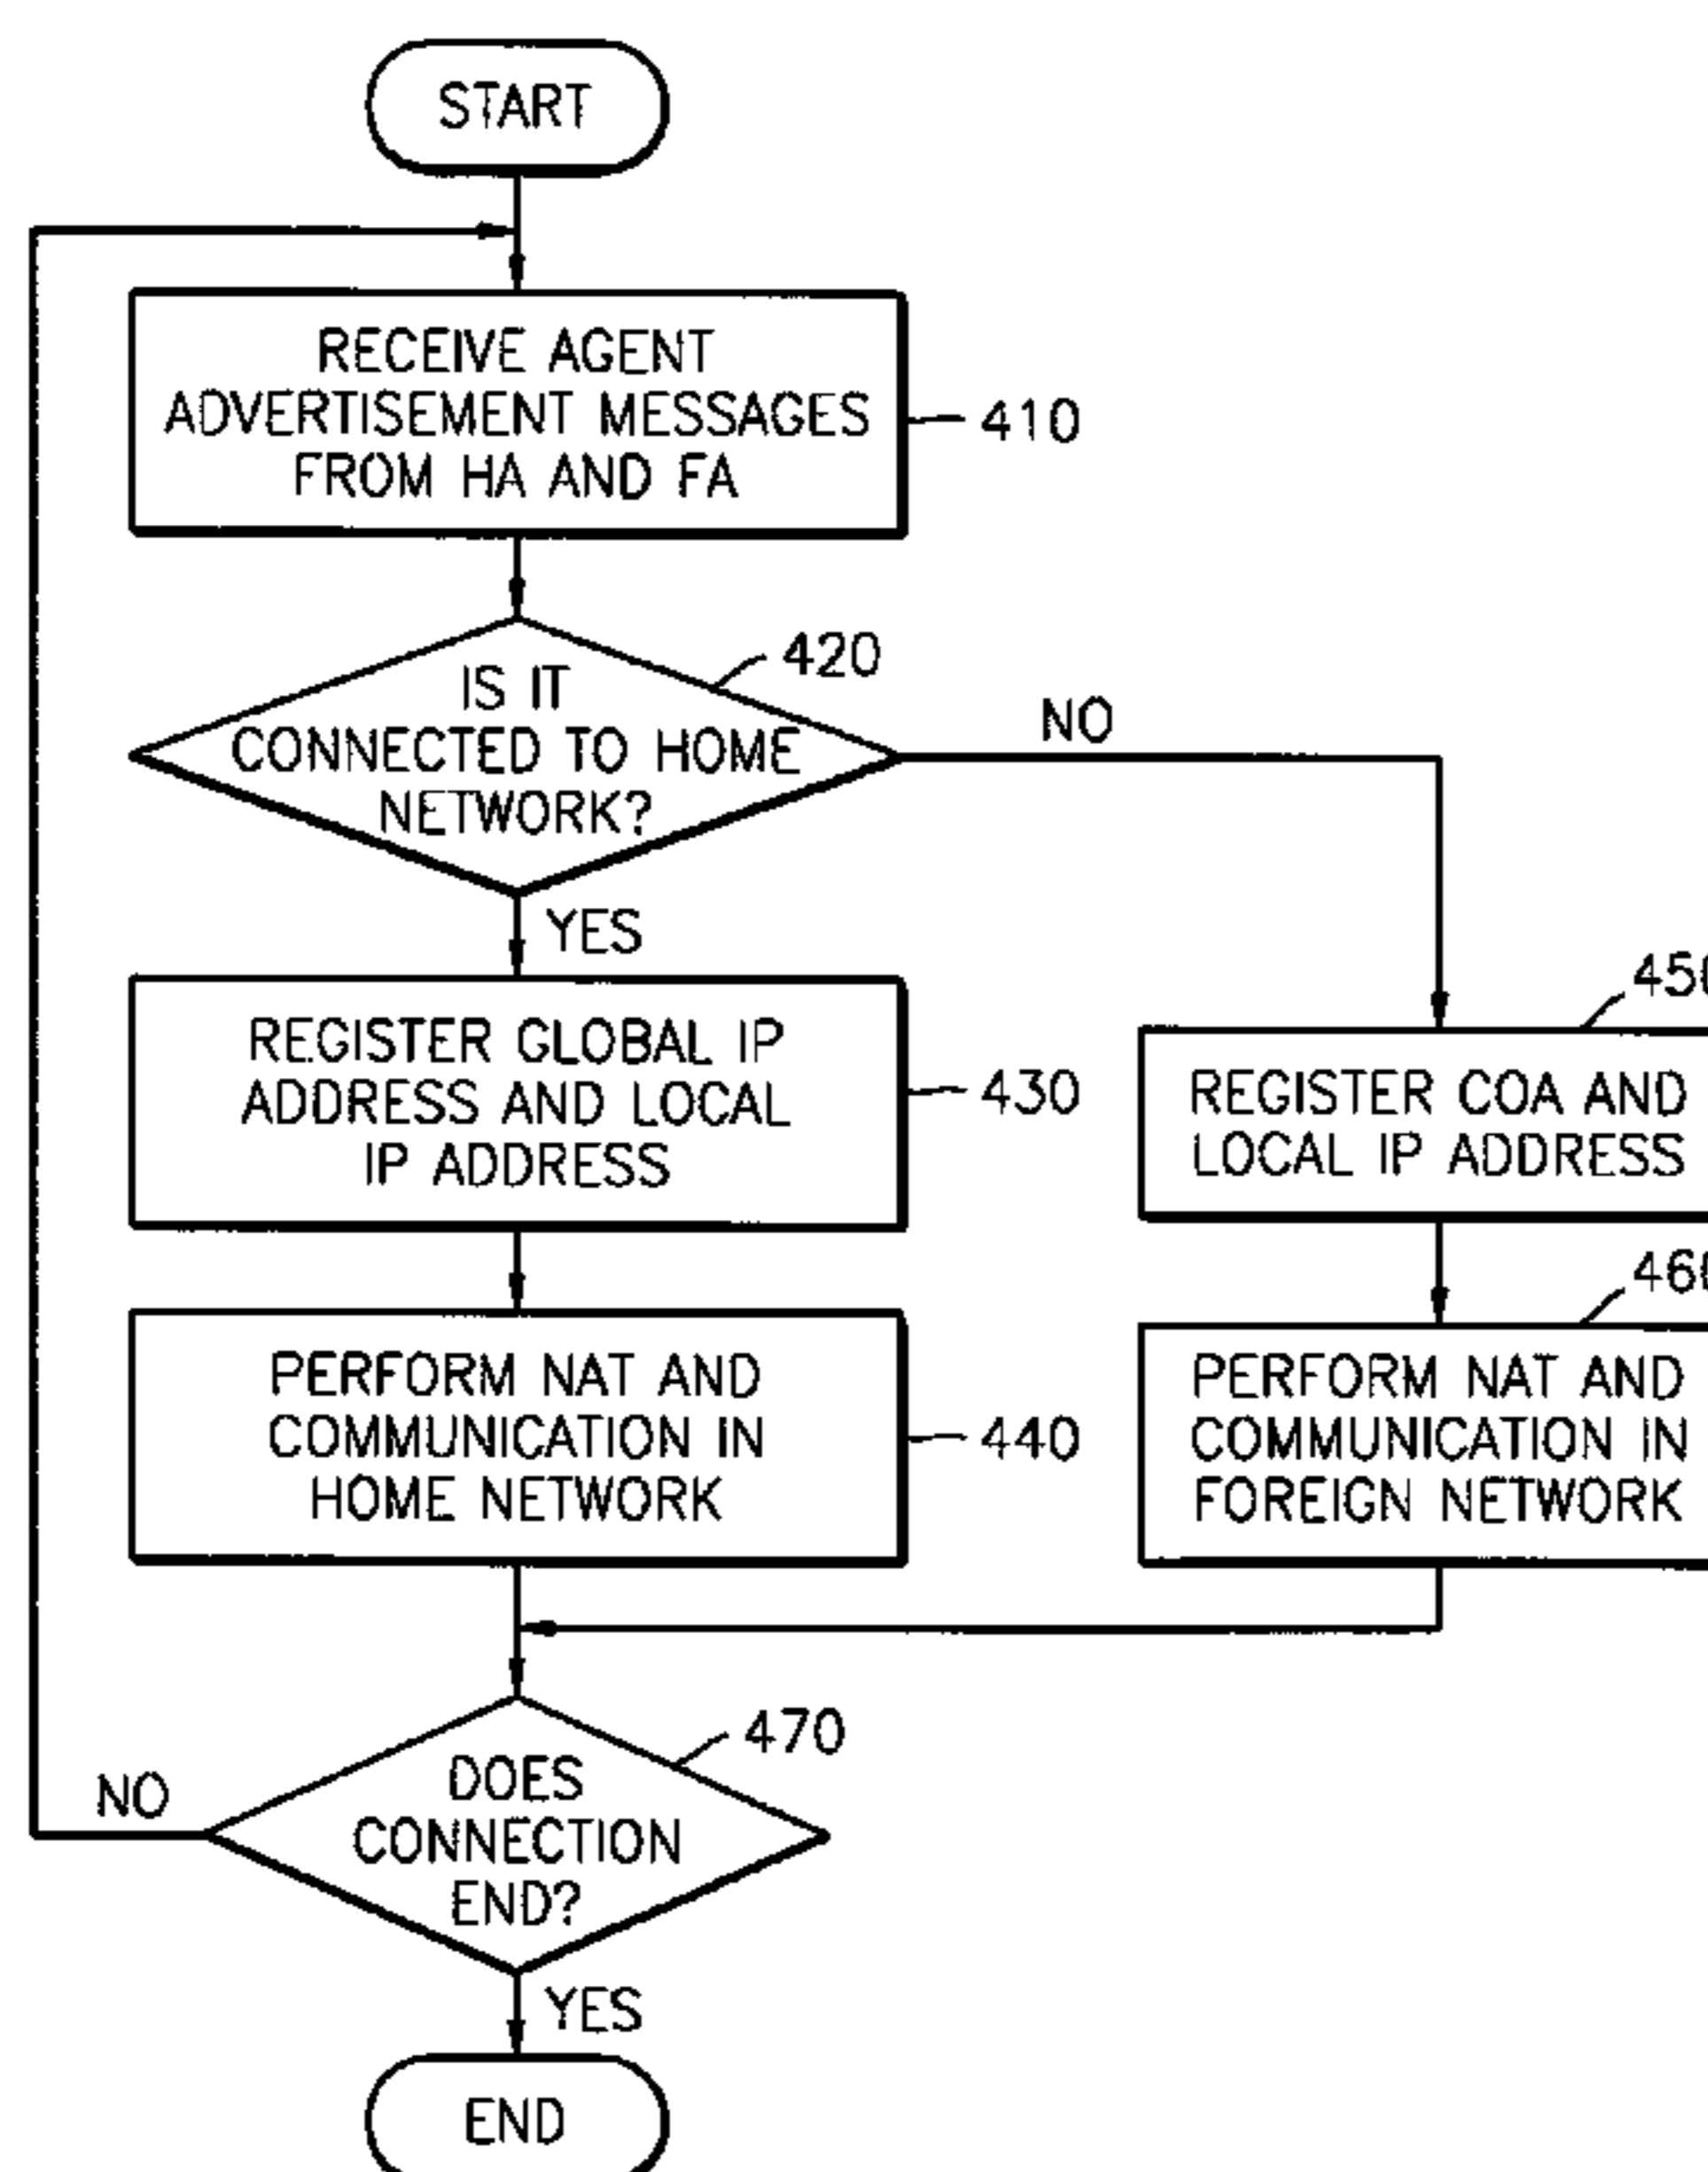 START
RECEIVE AGENT
ADVERTISEMENT MESSAGES
FROM HA AND FA
410
IS IT
CONNECTED TO HOME
NETWORK?
420
NO
YES
REGISTER GLOBAL IP
ADDRESS AND LOCAL
IP ADDRESS
430
450
REGISTER COA AND
LOCAL IP ADDRESS
PERFORM NAT AND
COMMUNICATION IN
HOME NETWORK
440
460
PERFORM NAT AND
COMMUNICATION IN
FOREIGN NETWORK
DOES
CONNECTION
END?
470
NO
YES
END